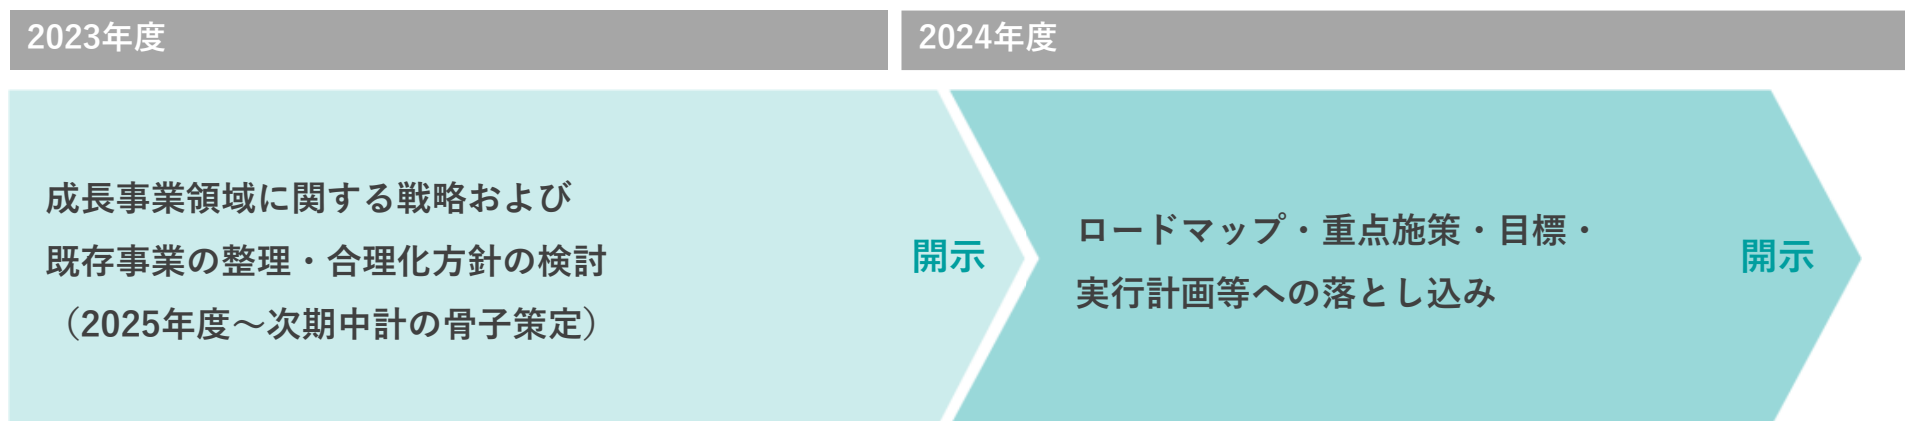 2023年度
2024年度
成長事業領域に関する戦略および
既存事業の整理・合理化方針の検討
（2025年度～次期中計の骨子策定）
開示
ロードマップ・重点施策・目標・
実行計画等への落とし込み
開示